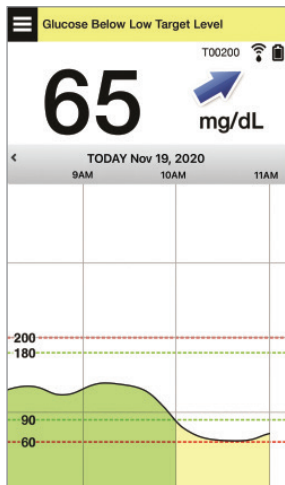 Glucose Below Low Target Level
T00200
65
mg/dL
< TODAY Nov 19, 2020
9AM 10AM 11AM
200
180
90
60